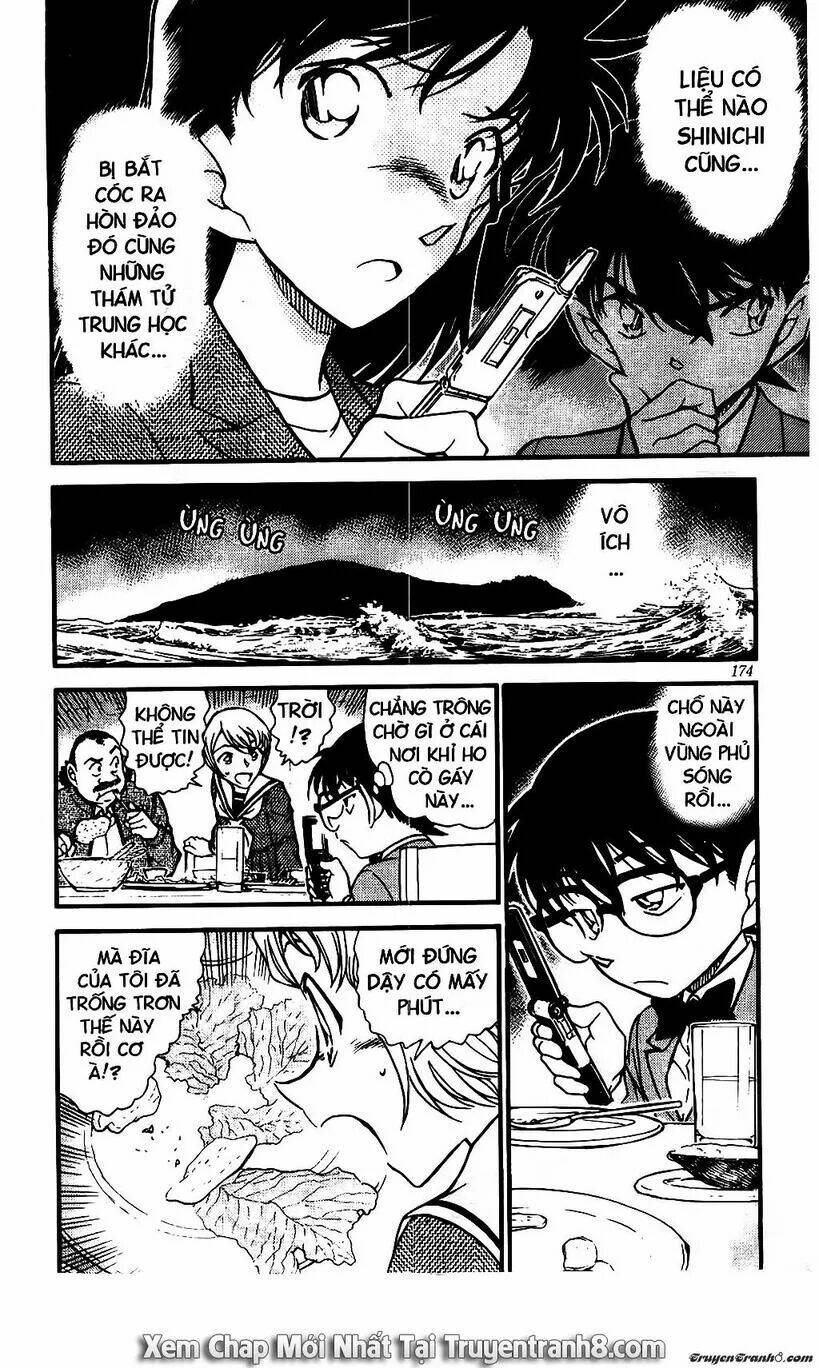 LIỆU CÓ
THỂ NÀO
SHINICHI
CŨNG...
BỊ BẮT
CÓC RA
HÒN ĐẢO
ĐÓ CÙNG
NHỮNG
THÁM TỬ
TRUNG HỌC
KHÁC...
ÙNG ÙNG
ÙNG ÙNG
VÔ
ÍCH
...
174
CHỖ NÀY
NGOÀI
VÙNG PHỦ
SÓNG
RỒI...
CHẲNG TRÔNG
CHỜ GÌ Ở CÁI
NƠI KHỈ HO
CÒ GÁY
NÀY...
TRỜI
!?
KHÔNG
THỂ TIN
ĐƯỢC!
MỚI ĐỨNG
DẬY CÓ MẤY
PHÚT...
MÀ ĐĨA
CỦA TÔI ĐÃ
TRỐNG TRƠN
THẾ NÀY
RỒI CƠ
À!?
Xem Chap Mới Nhất Tại Truyentranh8.com
TruyenTranh8.com